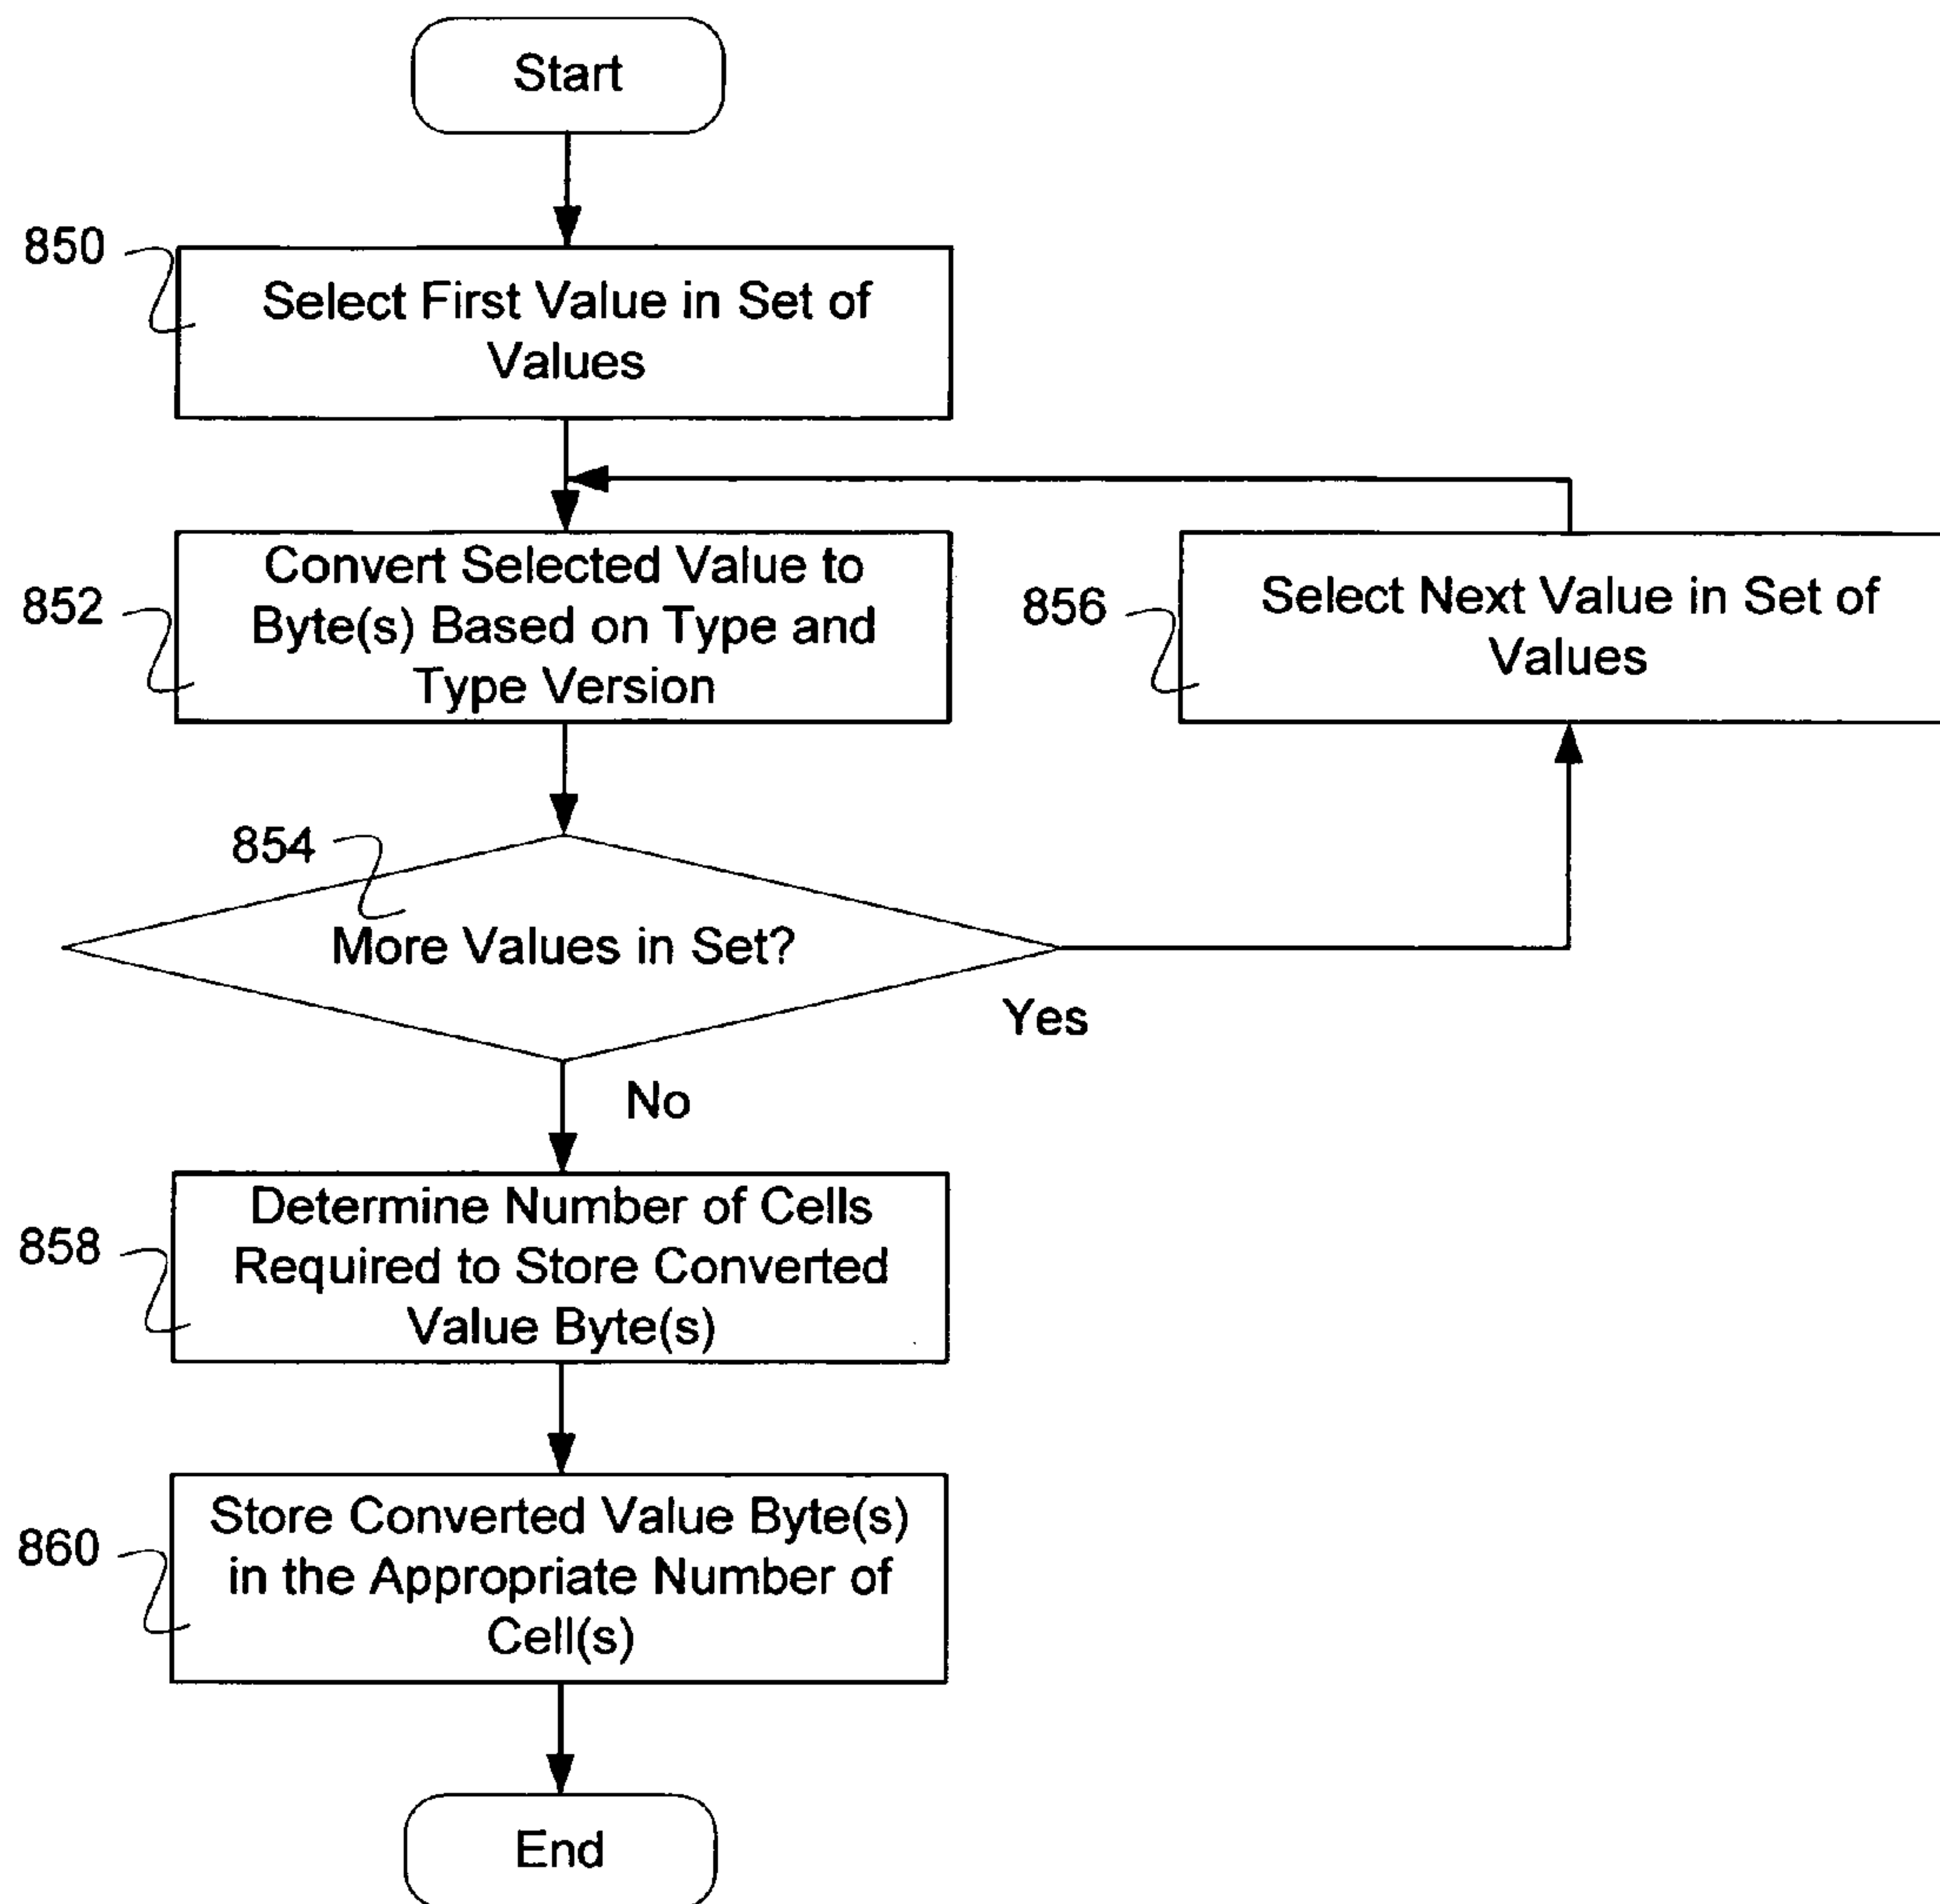 Start
850
Select First Value in Set of
Values
852
Convert Selected Value to
Byte(s) Based on Type and
Type Version
856
Select Next Value in Set of
Values
854
More Values in Set?
Yes
No
858
Determine Number of Cells
Required to Store Converted
Value Byte(s)
860
Store Converted Value Byte(s)
in the Appropriate Number of
Cell(s)
End